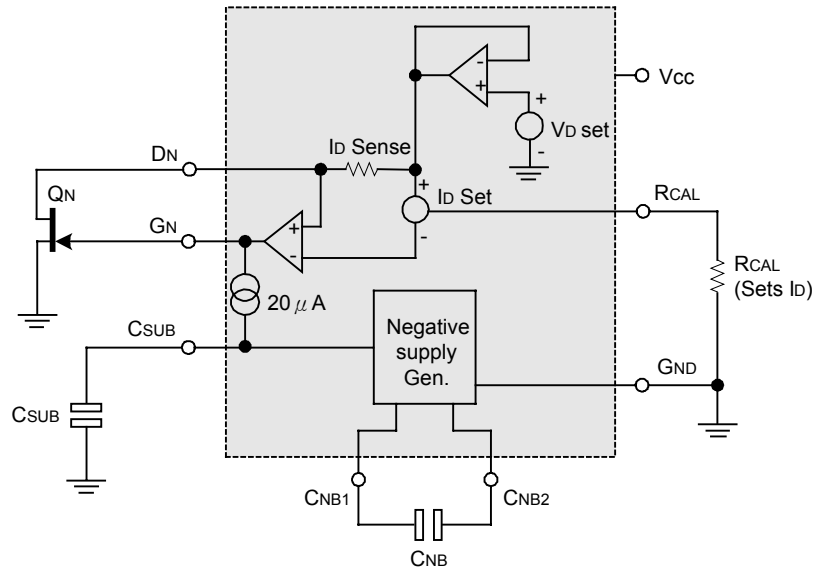 -
+
Vcc
+
VD set
-
ID Sense
DN
+
ID Set
RCAL
QN
GN
+
-
-
RCAL
(Sets ID)
20 μA
CSUB
Negative
supply
Gen.
GND
CSUB
CNB1
CNB2
CNB